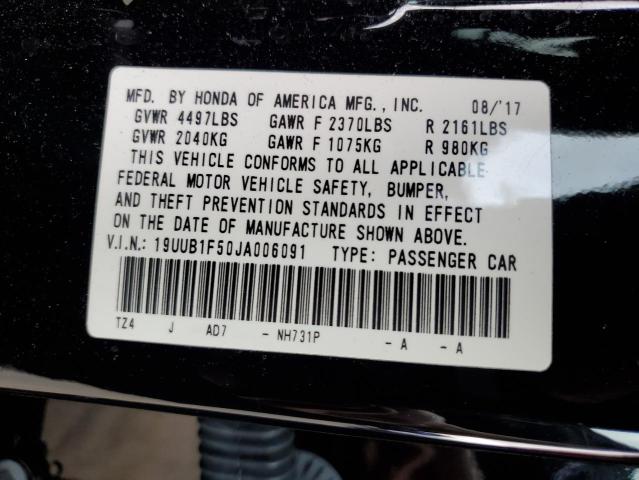 MFD. BY HONDA OF AMERICA MFG., INC. 08/'17
GVWR 4497LBS GAWR F 2370LBS R 2161LBS
GVWR 2040KG GAWR F 1075KG R 980KG
THIS VEHICLE CONFORMS TO ALL APPLICABLE
FEDERAL MOTOR VEHICLE SAFETY, BUMPER,
AND THEFT PREVENTION STANDARDS IN EFFECT
ON THE DATE OF MANUFACTURE SHOWN ABOVE.
V.I.N.: 19UUB1F50JA006091 TYPE: PASSENGER CAR
TZ4 J AD7 - NH731P - A - A